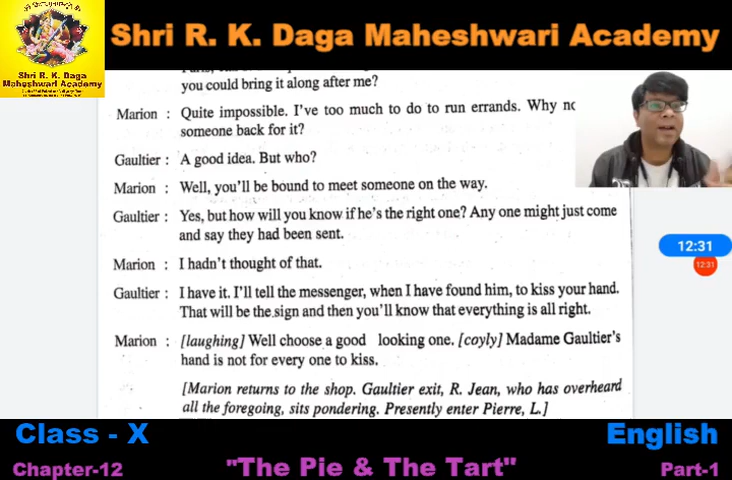 Shri R. K. Daga Maheshwari Academy
Shri R. K. Daga
Maheshwari Academy
you could bring it along after me?
Marion : Quite impossible. I've too much to do to run errands. Why
someone back for it?
Gaultier : A good idea. But who?
Marion : Well, you'll be bound to meet someone on the way.
Gaultier : Yes, but how will you know if he's the right one? Any one might just come
and say they had been sent.
Marion : I hadn't thought of that.
Gaultier : I have it. I'll tell the messenger, when I have found him, to kiss your hand.
That will be the sign and then you'll know that everything is all right.
Marion : [laughing] Well choose a good looking one. [coyly] Madame Gaultier's
hand is not for every one to kiss.
[Marion returns to the shop. Gaultier exit, R. Jean, who has overheard
all the foregoing, sits pondering. Presently enter Pierre, L.]
12:31
12:31
Class - X English
Chapter-12 "The Pie & The Tart" Part-1